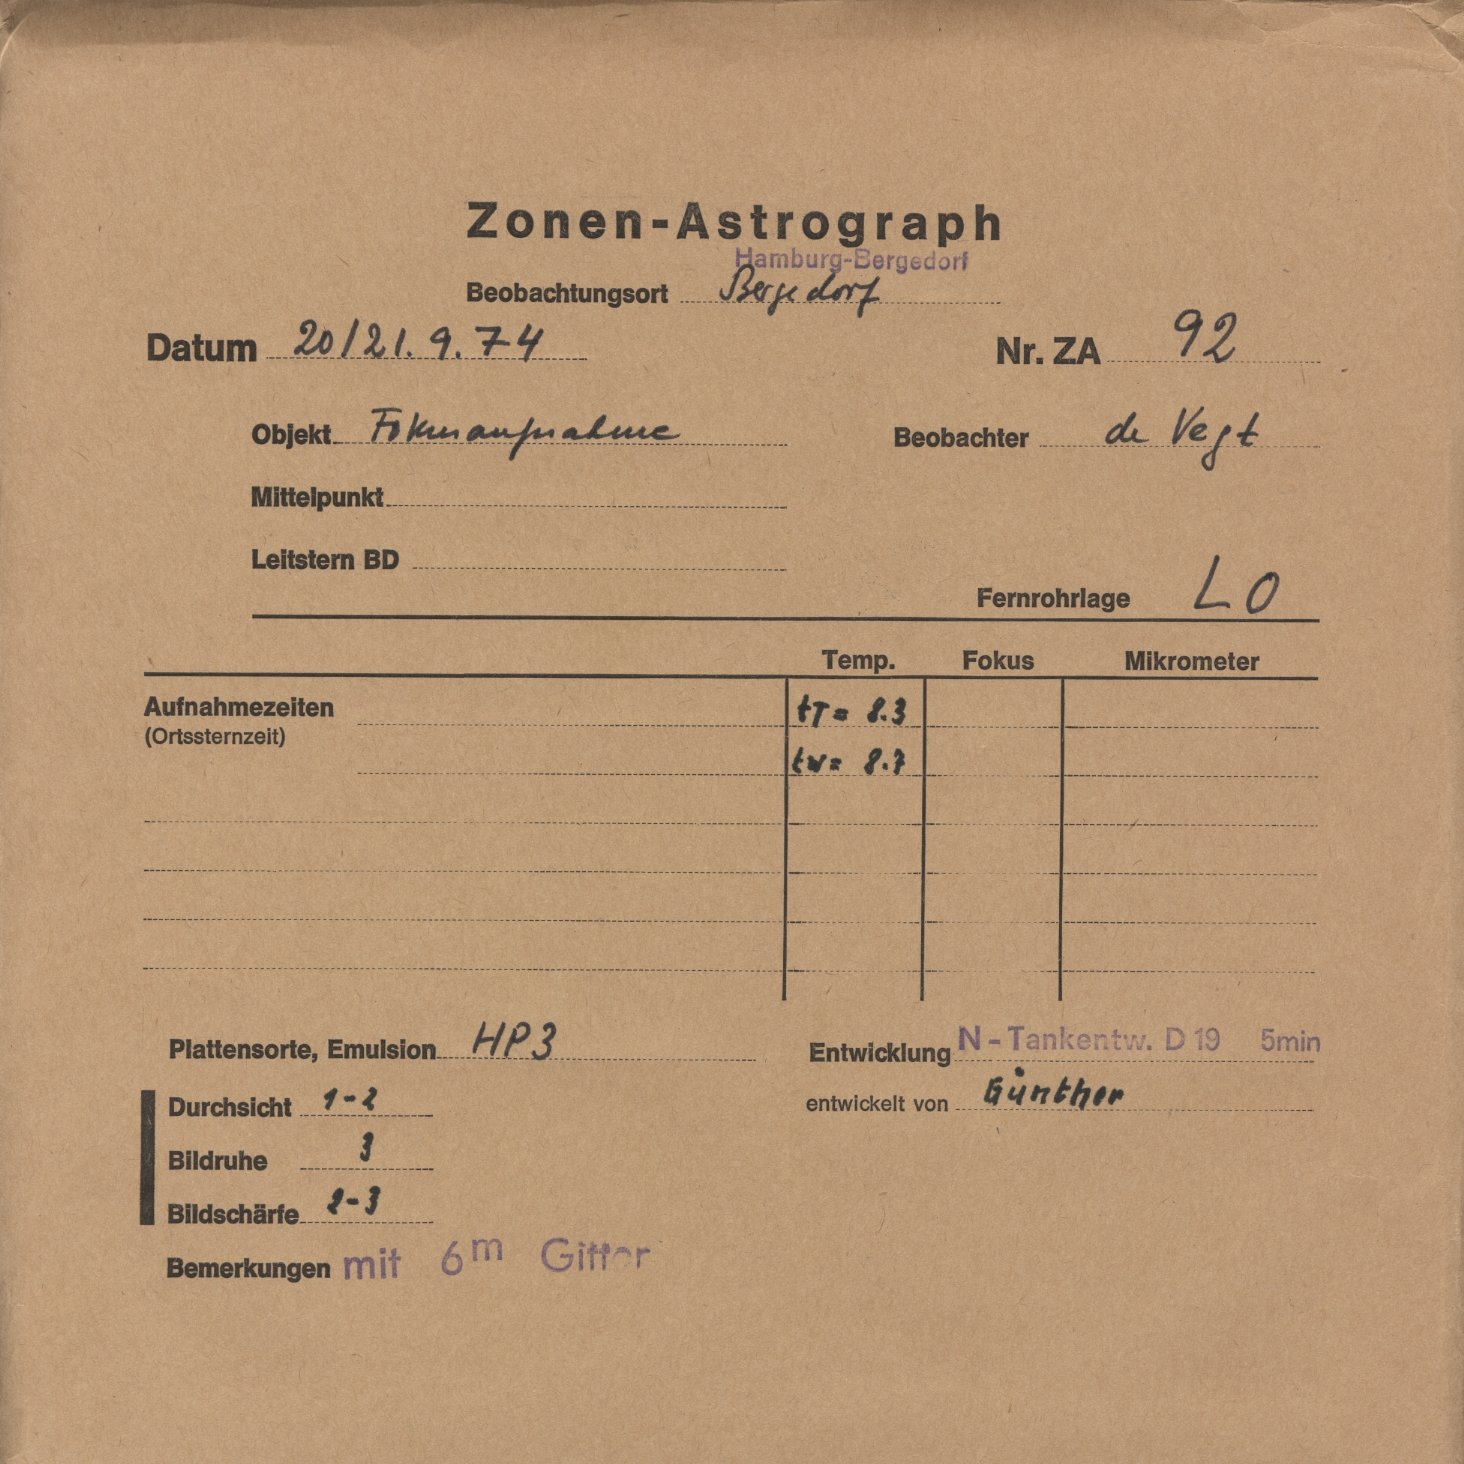 Zonen-Astrograph
Hamburg-Bergedorf
Beobachtungsort Bergedorf
Datum 20/21. 9. 74 Nr. ZA 92
Objekt Fokusaufnahme Beobachter de Vegt
Mittelpunkt
Leitstern BD
Fernrohrlage LO
Temp. Fokus Mikrometer
Aufnahmezeiten tT= 8.3
(Ortssternzeit)
tw= 8.7
Plattensorte, Emulsion HP3 Entwicklung N-Tankentw. D19 5min
Durchsicht 1-2 entwickelt von Günther
Bildruhe 3
Bildschärfe 2-3
Bemerkungen mit 6m Gitter